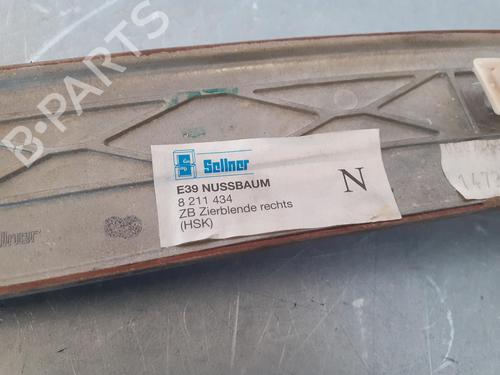 B-PARTS
Sellner
E39 NUSSBAUM
8 211 434
ZB Zierblende rechts
(HSK)
N